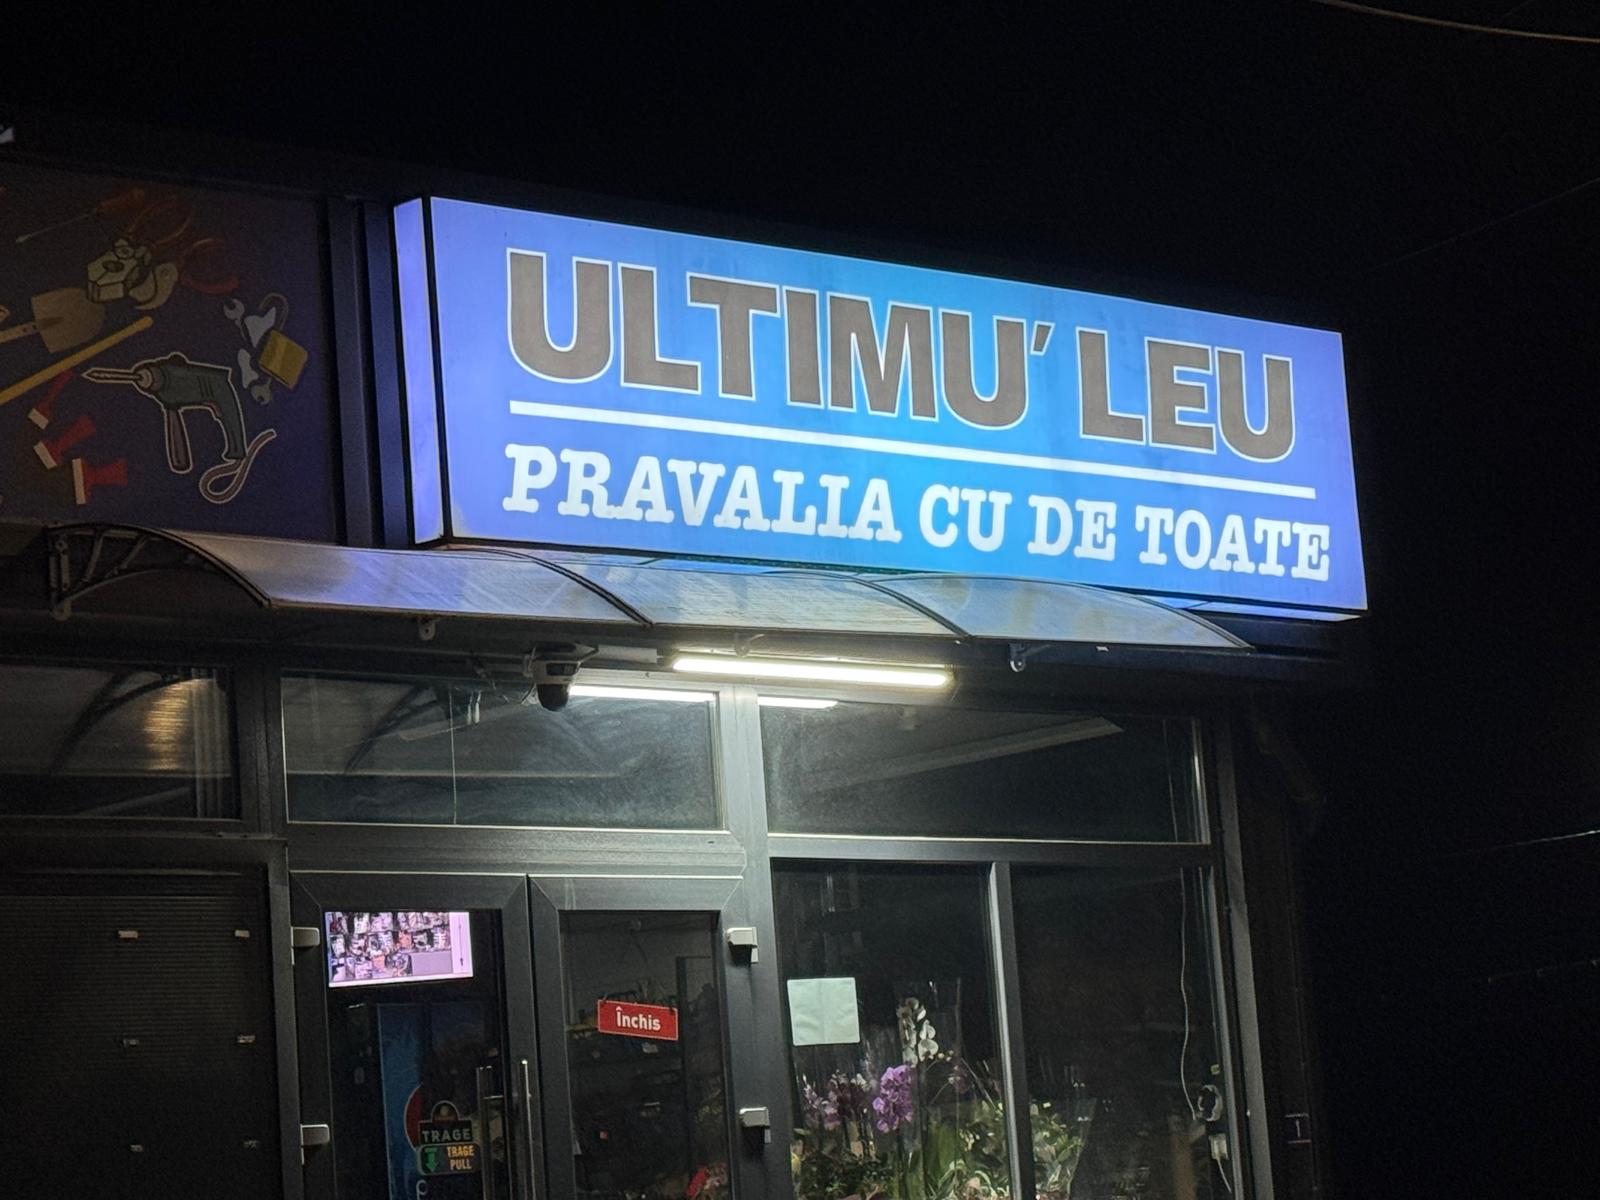 ULTIMU' LEU
PRAVALIA CU DE TOATE
Închis
TRAGE
TRAGE
PULL